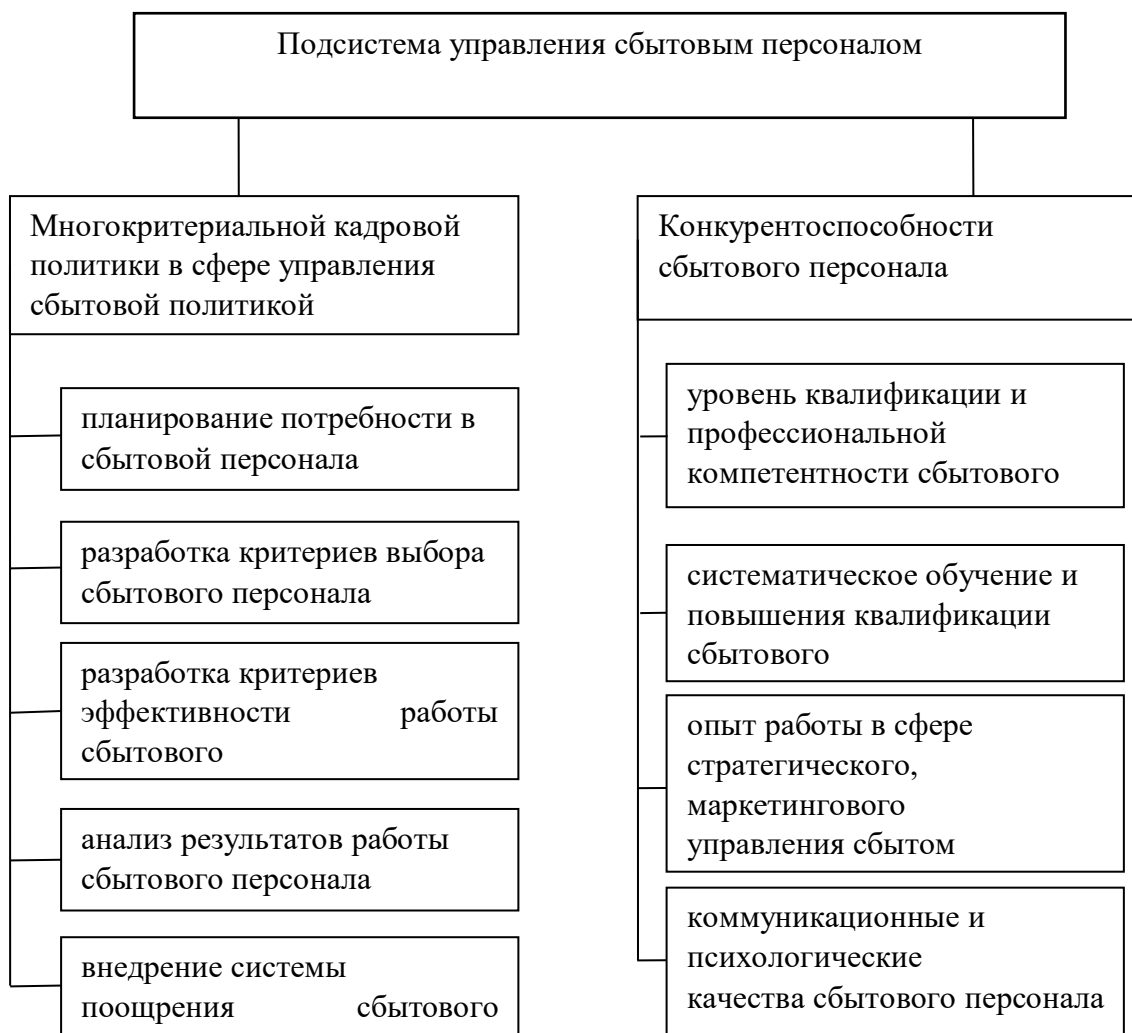 Подсистема управления сбытовым персоналом
Многокритериальной кадровой
политики в сфере управления
сбытовой политикой
планирование потребности в
сбытовой персонала
разработка критериев выбора
сбытового персонала
разработка критериев
эффективности работы
сбытового
анализ результатов работы
сбытового персонала
внедрение системы
поощрения сбытового
Конкурентоспособности
сбытового персонала
уровень квалификации и
профессиональной
компетентности сбытового
систематическое обучение и
повышения квалификации
сбытового
опыт работы в сфере
стратегического,
маркетингового
управления сбытом
коммуникационные и
психологические
качества сбытового персонала